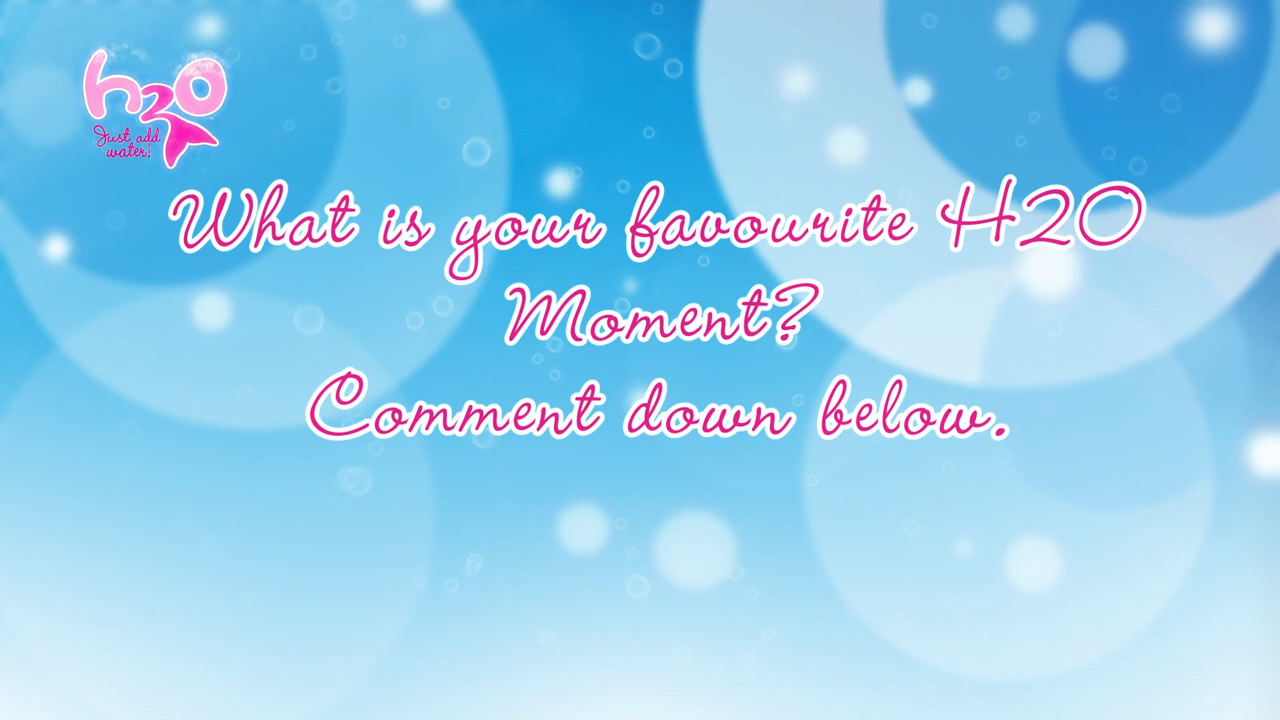 h2O
Just add
water!
What is your favourite H2O
Moment?
Comment down below.